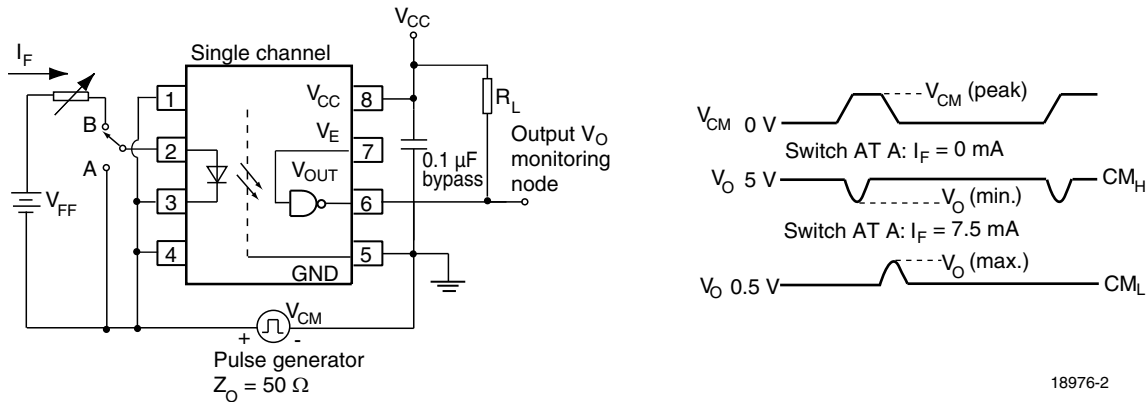 V_CC
I_F
Single channel
B
A
V_FF
1
2
3
4
V_CC
V_E
V_OUT
GND
8
7
6
5
R_L
0.1 μF
bypass
Output V_O
monitoring
node
V_CM
+ -
Pulse generator
Z_O = 50 Ω
V_CM 0 V
V_CM (peak)
Switch AT A: I_F = 0 mA
V_O 5 V
CM_H
V_O (min.)
Switch AT A: I_F = 7.5 mA
V_O (max.)
V_O 0.5 V
CM_L
18976-2